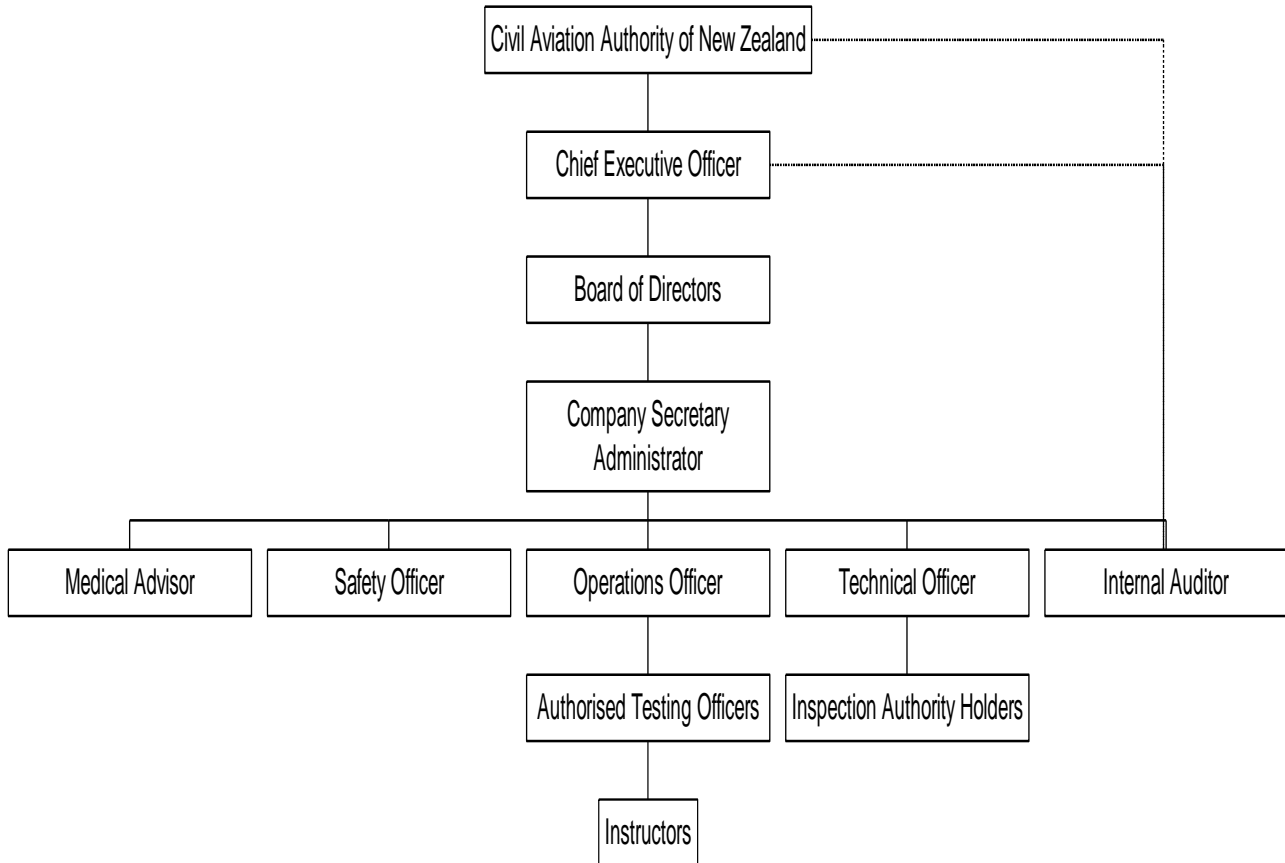 Civil Aviation Authority of New Zealand
Chief Executive Officer
Board of Directors
Company Secretary
Administrator
Medical Advisor
Safety Officer
Operations Officer
Technical Officer
Internal Auditor
Authorised Testing Officers
Inspection Authority Holders
Instructors